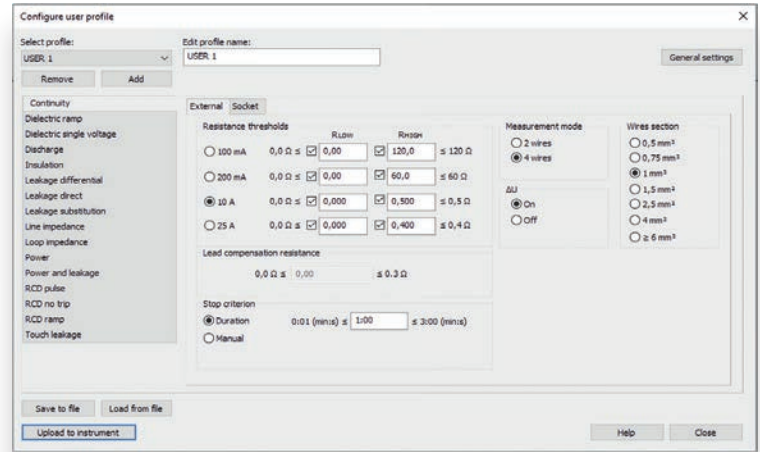 Configure user profile
Select profile:
Edit profile name:
USER 1
USER 1
General settings
Remove
Add
Continuity
Dielectric ramp
Dielectric single voltage
Discharge
Insulation
Leakage differential
Leakage direct
Leakage substitution
Line impedance
Loop impedance
Power
Power and leakage
RCD pulse
RCD no trip
RCD ramp
Touch leakage
External
Socket
Resistance thresholds
RLOW RHIGH
100 mA 0,0 Ω ≤ 0,00 120,0 ≤ 120 Ω
200 mA 0,0 Ω ≤ 0,00 60,0 ≤ 60 Ω
10 A 0,0 Ω ≤ 0,000 0,500 ≤ 0,5 Ω
25 A 0,0 Ω ≤ 0,000 0,400 ≤ 0,4 Ω
Lead compensation resistance
0,0 Ω ≤ 0,00 ≤ 0.3 Ω
Stop criterion
Duration 0:01 (min:s) ≤ 1:00 ≤ 3:00 (min:s)
Manual
Measurement mode
2 wires
4 wires
ΔU
On
Off
Wires section
0,5 mm²
0,75 mm²
1 mm²
1,5 mm²
2,5 mm²
4 mm²
≥ 6 mm²
Save to file
Load from file
Upload to instrument
Help
Close